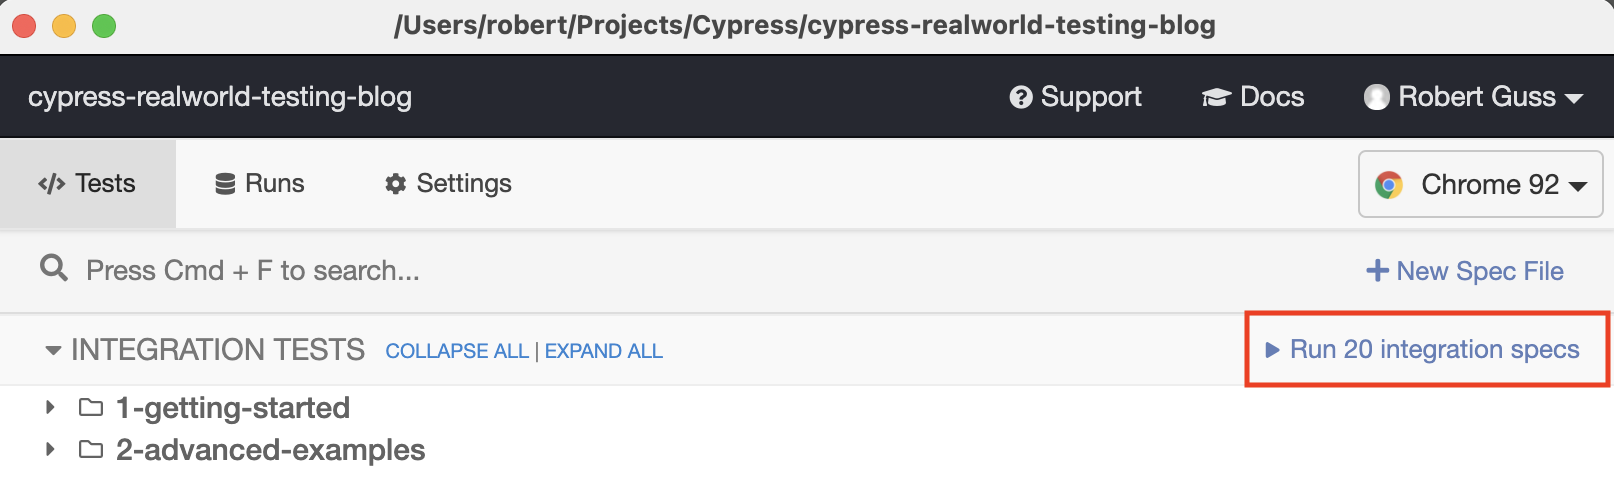 /Users/robert/Projects/Cypress/cypress-realworld-testing-blog
cypress-realworld-testing-blog Support Docs Robert Guss
</> Tests Runs Settings Chrome 92
Press Cmd + F to search... + New Spec File
INTEGRATION TESTS COLLAPSE ALL | EXPAND ALL Run 20 integration specs
1-getting-started
2-advanced-examples